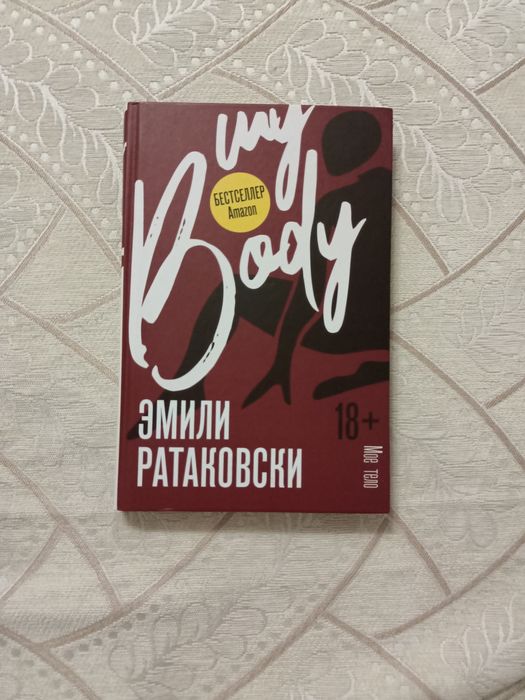 my
Body
БЕСТСЕЛЛЕР
Amazon
ЭМИЛИ
РАТАКОВСКИ
18+
Мое тело